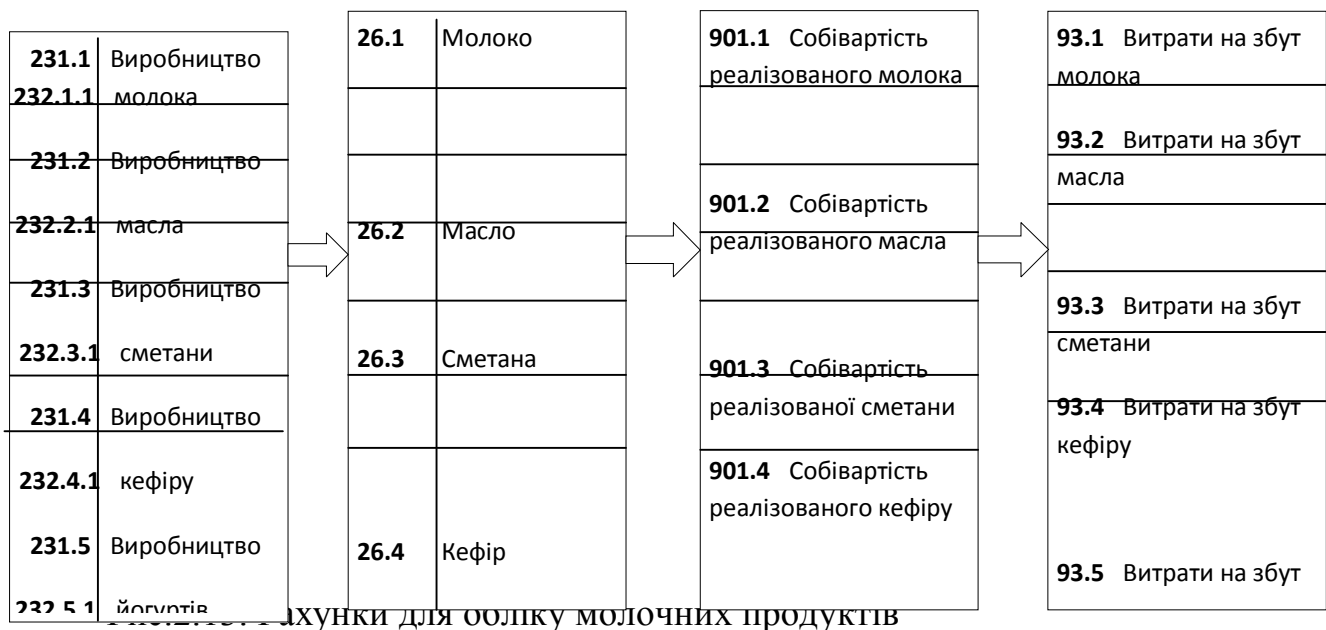 231.1 Виробництво
232.1.1 молока
231.2 Виробництво
232.2.1 масла
231.3 Виробництво
232.3.1 сметани
231.4 Виробництво
232.4.1 кефіру
231.5 Виробництво
232.5.1 йогуртів
26.1 Молоко
26.2 Масло
26.3 Сметана
26.4 Кефір
901.1 Собівартість
реалізованого молока
901.2 Собівартість
реалізованого масла
901.3 Собівартість
реалізованої сметани
901.4 Собівартість
реалізованого кефіру
93.1 Витрати на збут
молока
93.2 Витрати на збут
масла
93.3 Витрати на збут
сметани
93.4 Витрати на збут
кефіру
93.5 Витрати на збут
Рахунки для обліку молочних продуктів